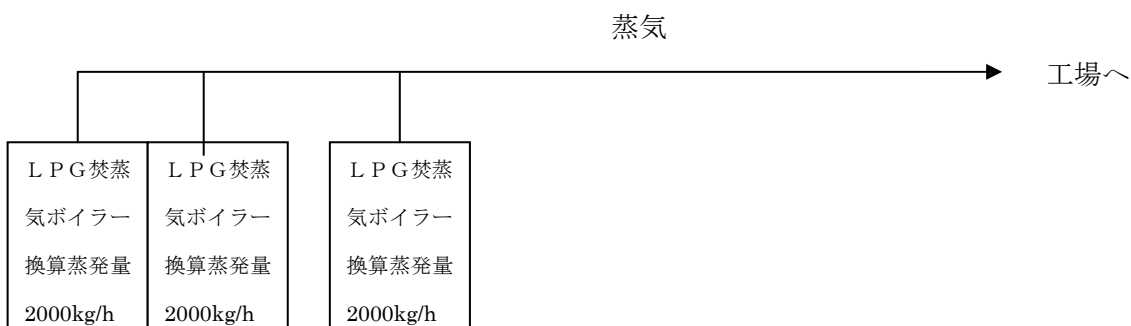 蒸気
工場へ
ＬＰＧ焚蒸
気ボイラー
換算蒸発量
2000kg/h
ＬＰＧ焚蒸
気ボイラー
換算蒸発量
2000kg/h
ＬＰＧ焚蒸
気ボイラー
換算蒸発量
2000kg/h